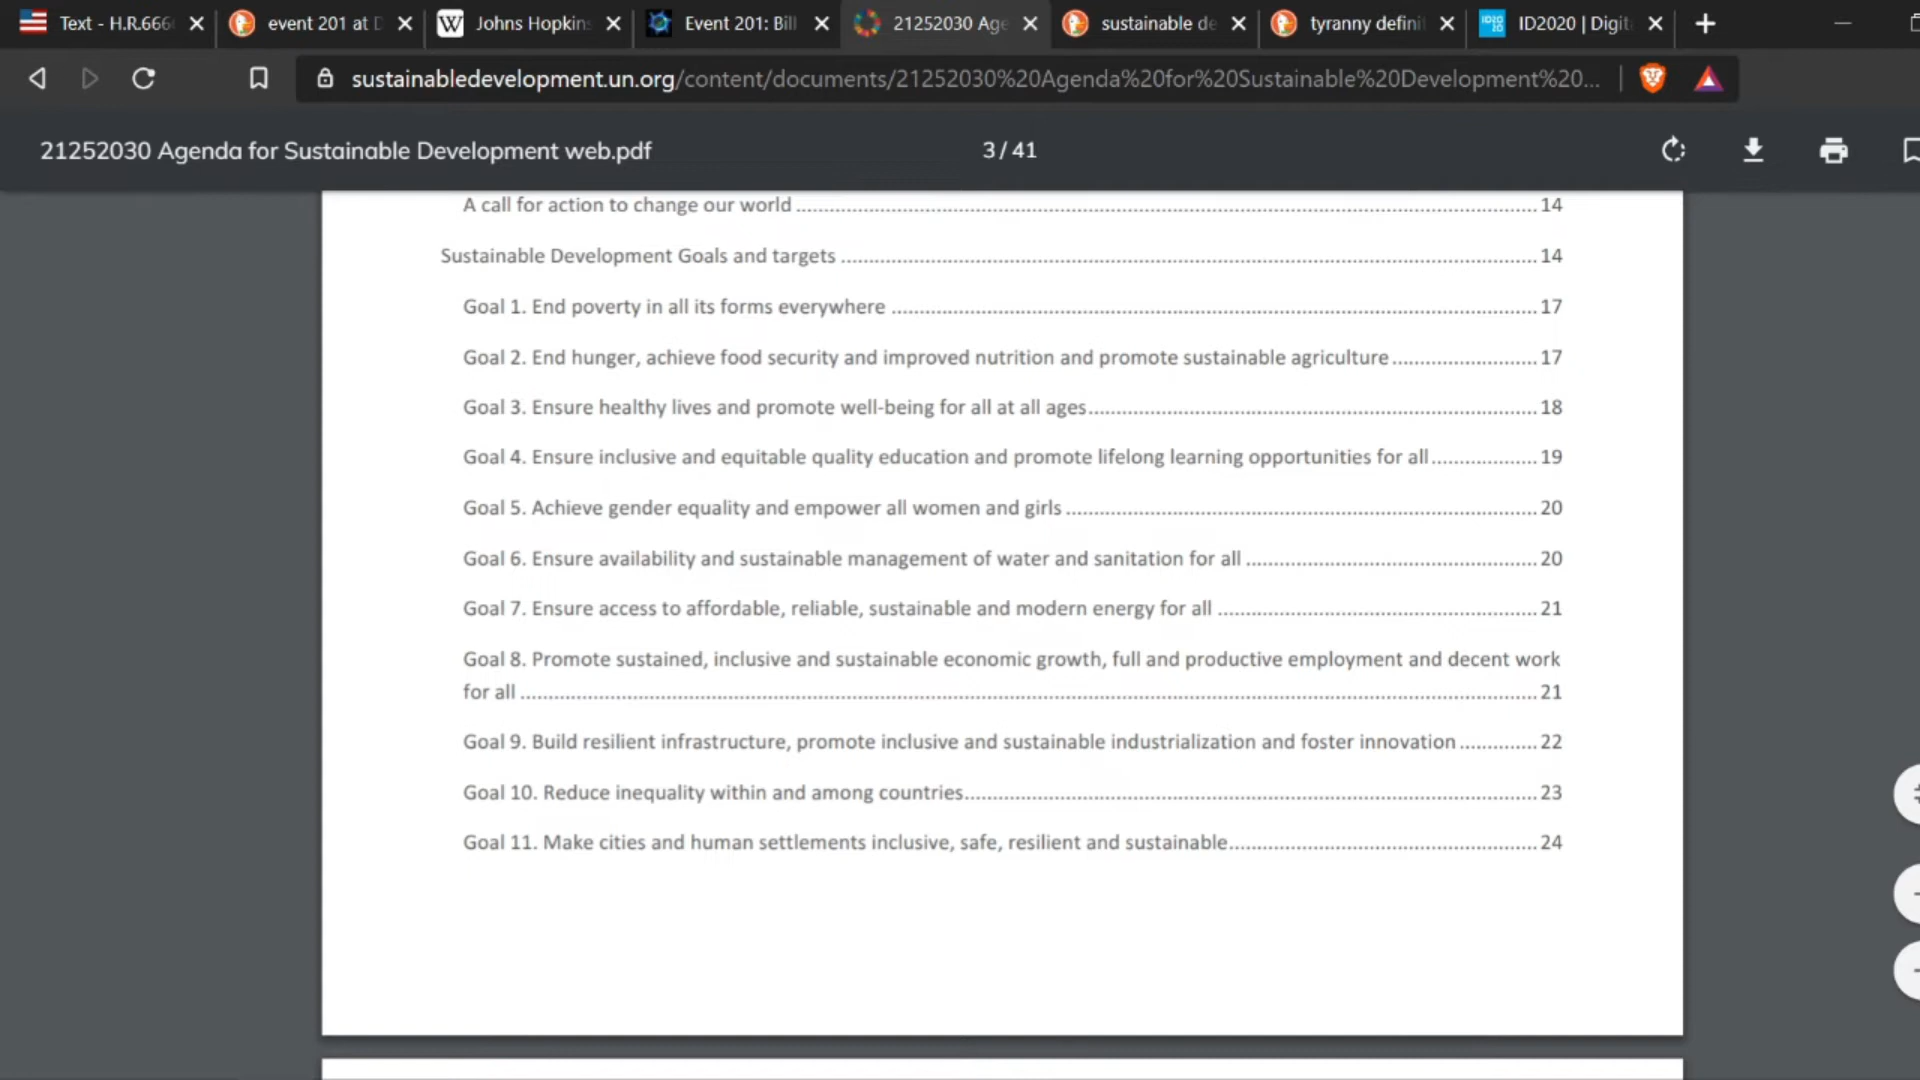 Text - H.R.666
event 201 at D
Johns Hopkins
Event 201: Bill
21252030 Age
sustainable de
tyranny defini
ID2020 | Digit
sustainabledevelopment.un.org/content/documents/21252030%20Agenda%20for%20Sustainable%20Development%20...
21252030 Agenda for Sustainable Development web.pdf
3 / 41
A call for action to change our world 14
Sustainable Development Goals and targets 14
Goal 1. End poverty in all its forms everywhere 17
Goal 2. End hunger, achieve food security and improved nutrition and promote sustainable agriculture 17
Goal 3. Ensure healthy lives and promote well-being for all at all ages 18
Goal 4. Ensure inclusive and equitable quality education and promote lifelong learning opportunities for all 19
Goal 5. Achieve gender equality and empower all women and girls 20
Goal 6. Ensure availability and sustainable management of water and sanitation for all 20
Goal 7. Ensure access to affordable, reliable, sustainable and modern energy for all 21
Goal 8. Promote sustained, inclusive and sustainable economic growth, full and productive employment and decent work
for all 21
Goal 9. Build resilient infrastructure, promote inclusive and sustainable industrialization and foster innovation 22
Goal 10. Reduce inequality within and among countries 23
Goal 11. Make cities and human settlements inclusive, safe, resilient and sustainable 24